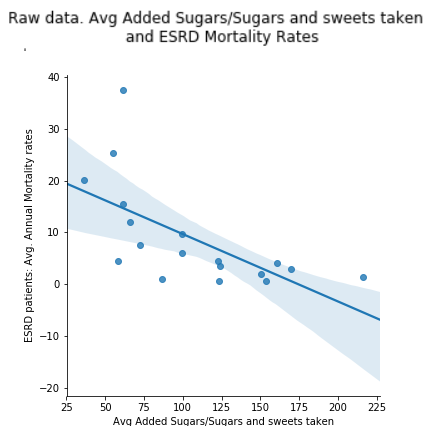 Raw data. Avg Added Sugars/Sugars and sweets taken
and ESRD Mortality Rates
40
30
20
10
0
−10
−20
ESRD patients: Avg. Annual Mortality rates
25 50 75 100 125 150 175 200 225
Avg Added Sugars/Sugars and sweets taken